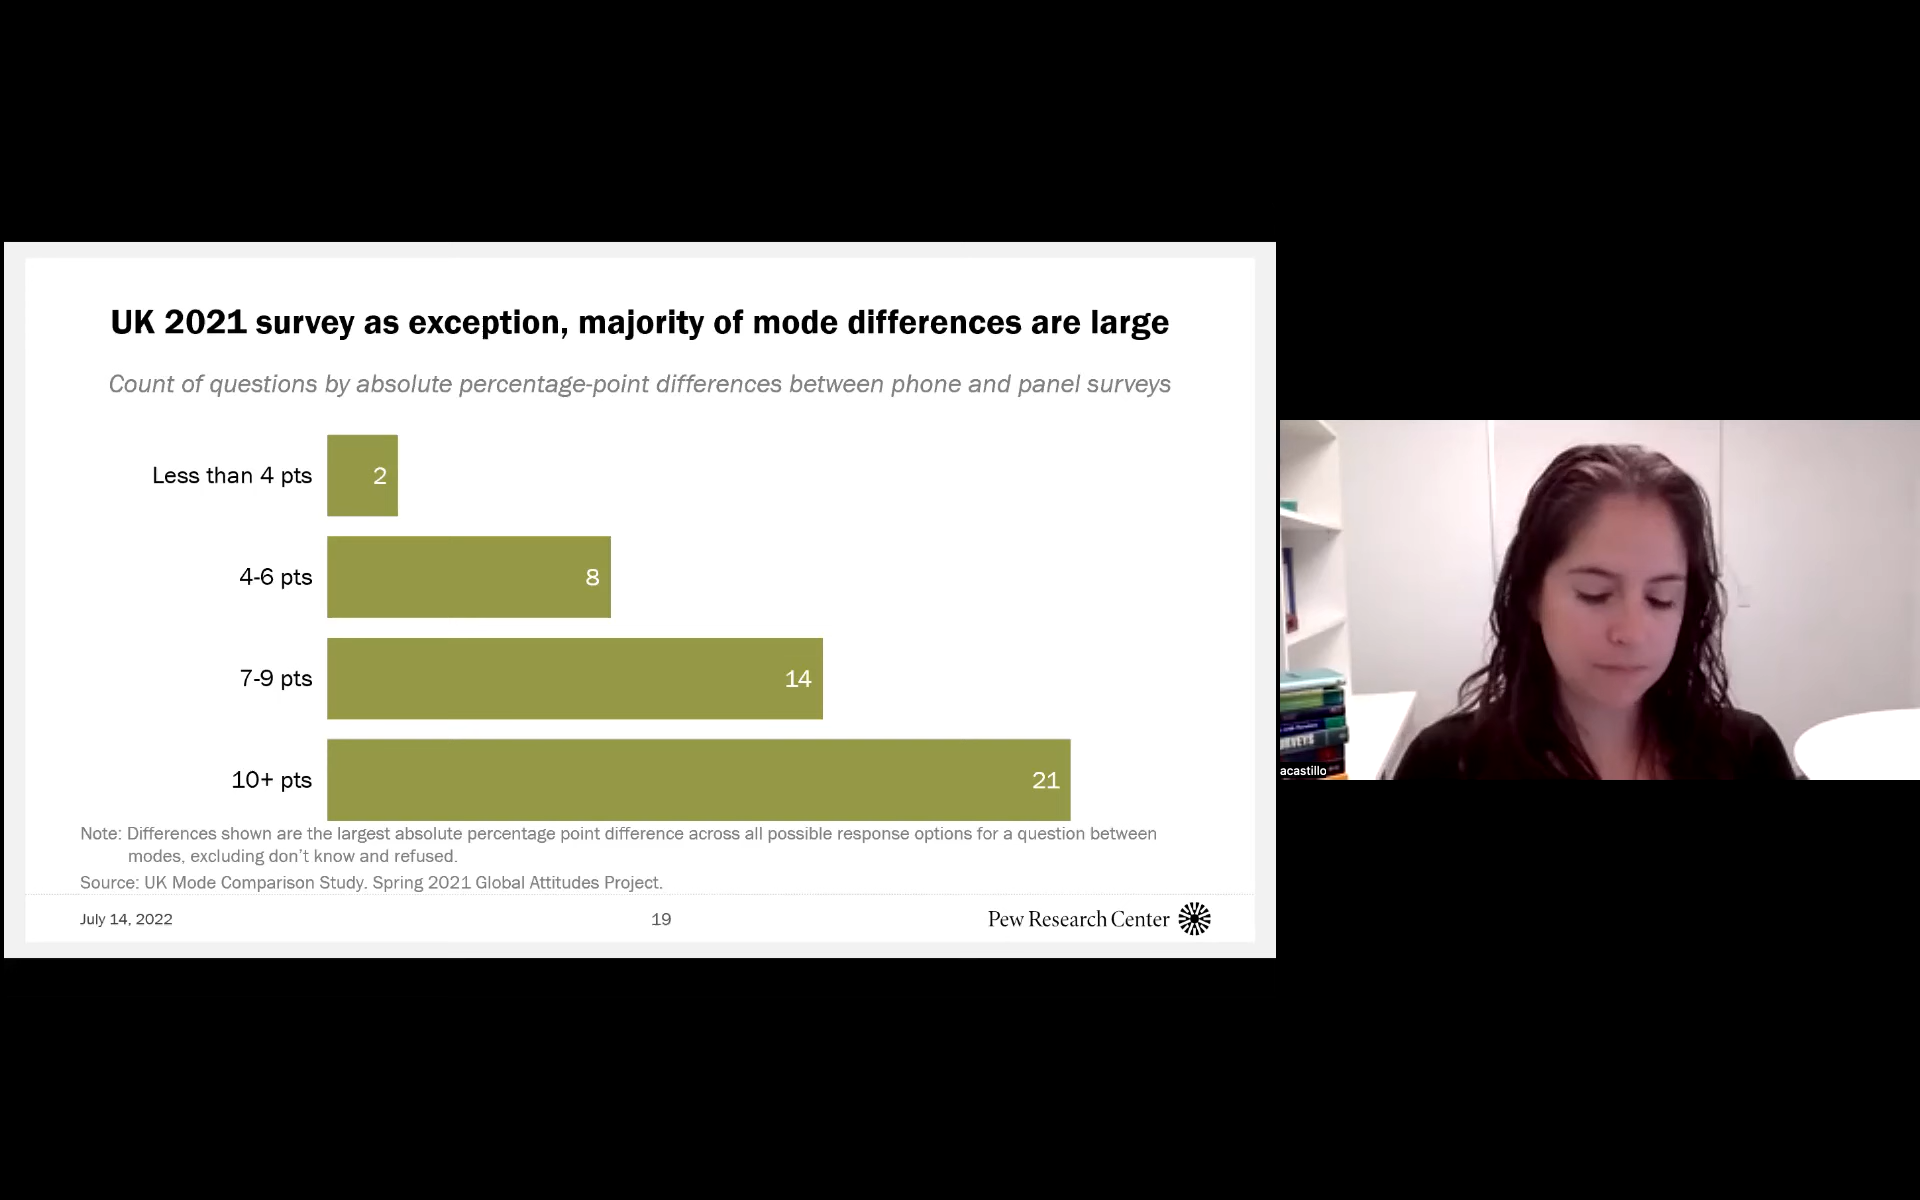 UK 2021 survey as exception, majority of mode differences are large
Count of questions by absolute percentage-point differences between phone and panel surveys
Less than 4 pts 2
4-6 pts 8
7-9 pts 14
10+ pts 21
Note: Differences shown are the largest absolute percentage point difference across all possible response options for a question between
modes, excluding don't know and refused.
Source: UK Mode Comparison Study. Spring 2021 Global Attitudes Project.
July 14, 2022 19 Pew Research Center
acastillo